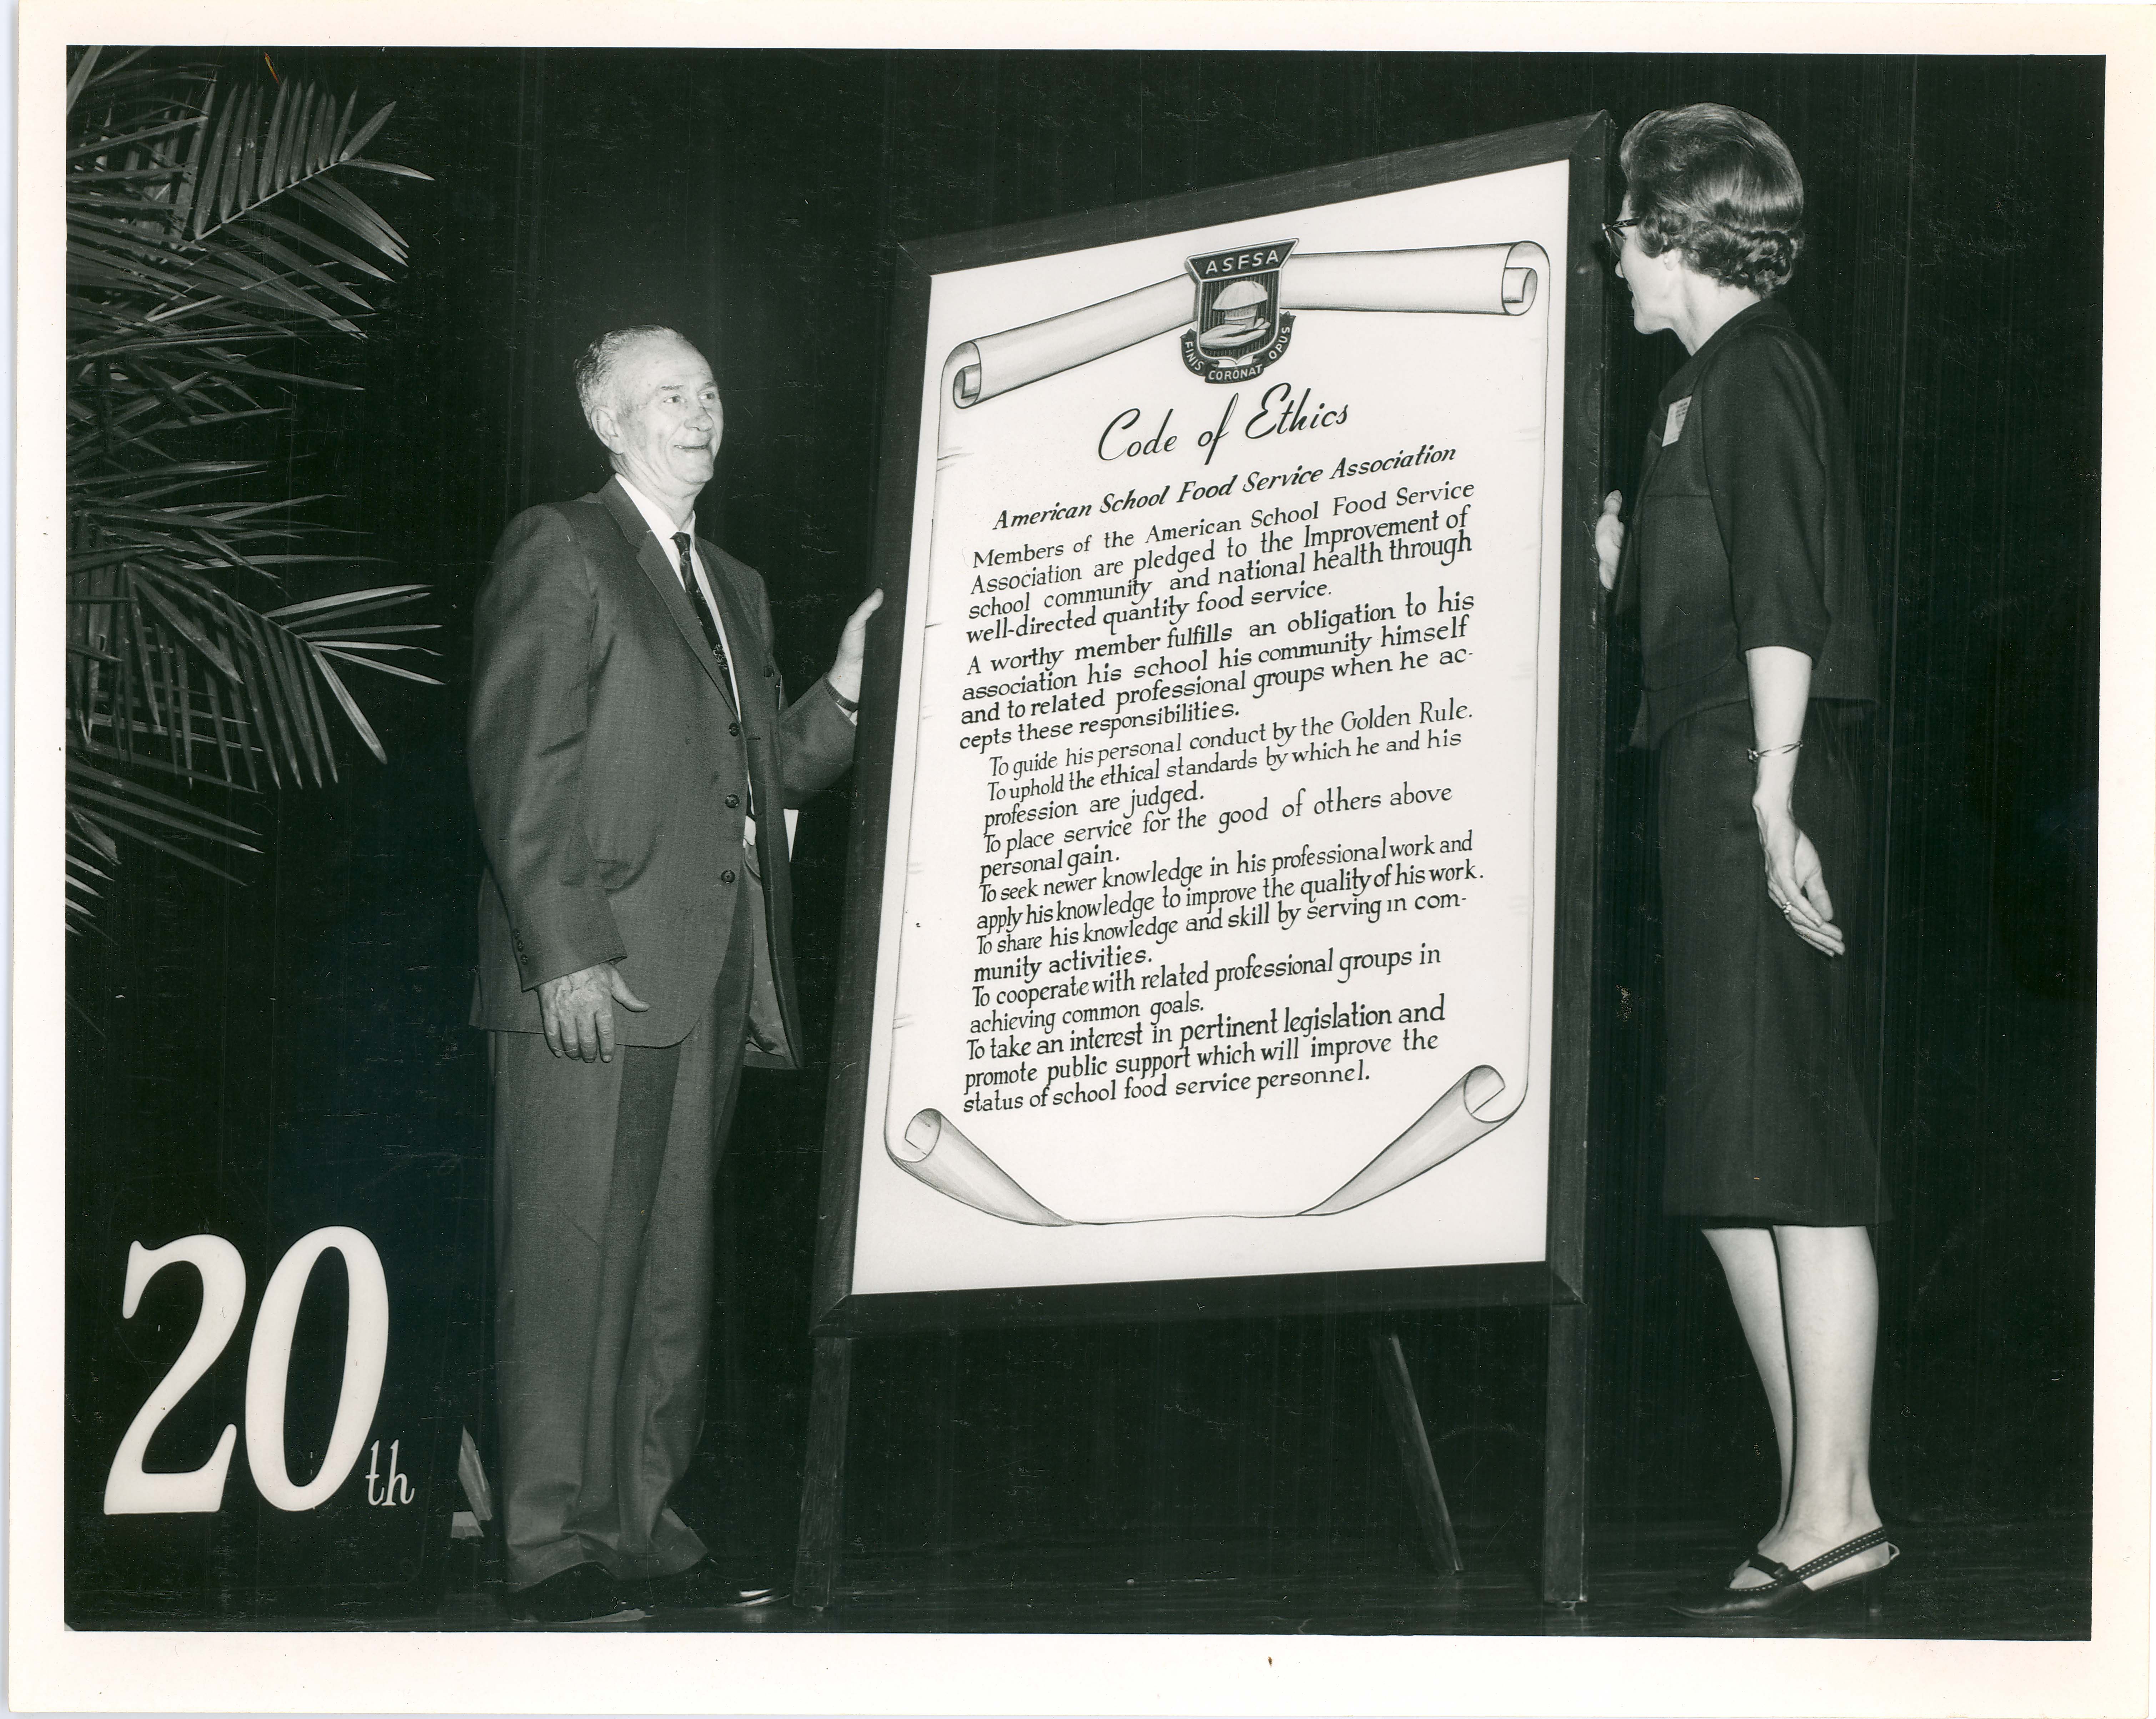 ASFSA
FINIS CORONAT OPUS
Code of Ethics
American School Food Service Association
Members of the American School Food Service
Association are pledged to the Improvement of
school community and national health through
well-directed quantity food service.
A worthy member fulfills an obligation to his
association his school his community himself
and to related professional groups when he ac-
cepts these responsibilities.
To guide his personal conduct by the Golden Rule.
To uphold the ethical standards by which he and his
profession are judged.
To place service for the good of others above
personal gain.
To seek newer knowledge in his professional work and
apply his knowledge to improve the quality of his work.
To share his knowledge and skill by serving in com-
munity activities.
To cooperate with related professional groups in
achieving common goals.
To take an interest in pertinent legislation and
promote public support which will improve the
status of school food service personnel.
20th